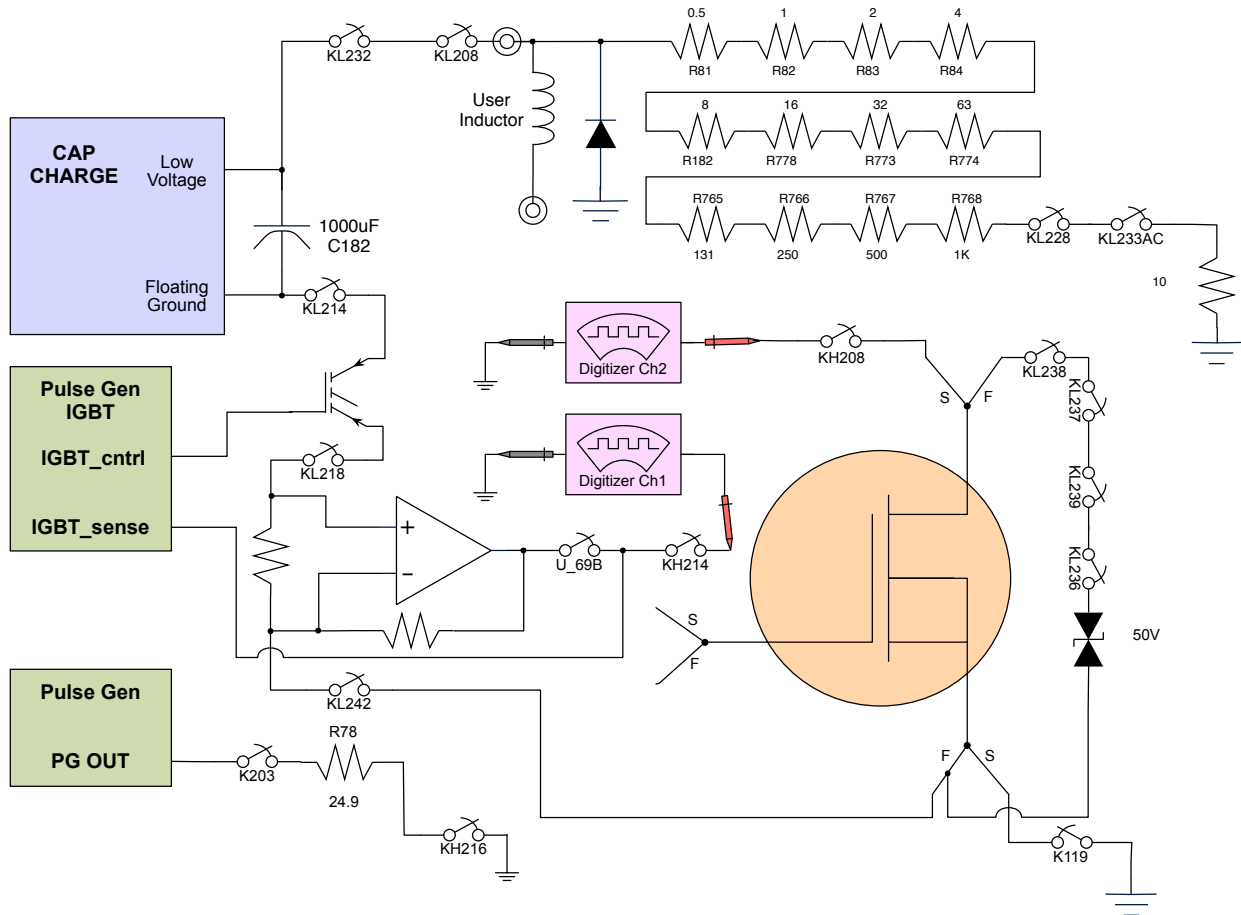 0.5 1 2 4
KL232 KL208
R81 R82 R83 R84
User
Inductor
8 16 32 63
R182 R778 R773 R774
CAP
CHARGE
Low
Voltage
1000uF
C182
Floating
Ground
KL214
R765 R766 R767 R768
131 250 500 1K
KL228 KL233AC
10
Digitizer Ch2
KH208
S F
KL238
KL237
KL239
KL236
50V
Pulse Gen
IGBT
IGBT_cntrl
IGBT_sense
KL218
Digitizer Ch1
+
−
U_69B
KH214
S
F
Pulse Gen
PG OUT
KL242
R78
K203
24.9
KH216
F S
K119